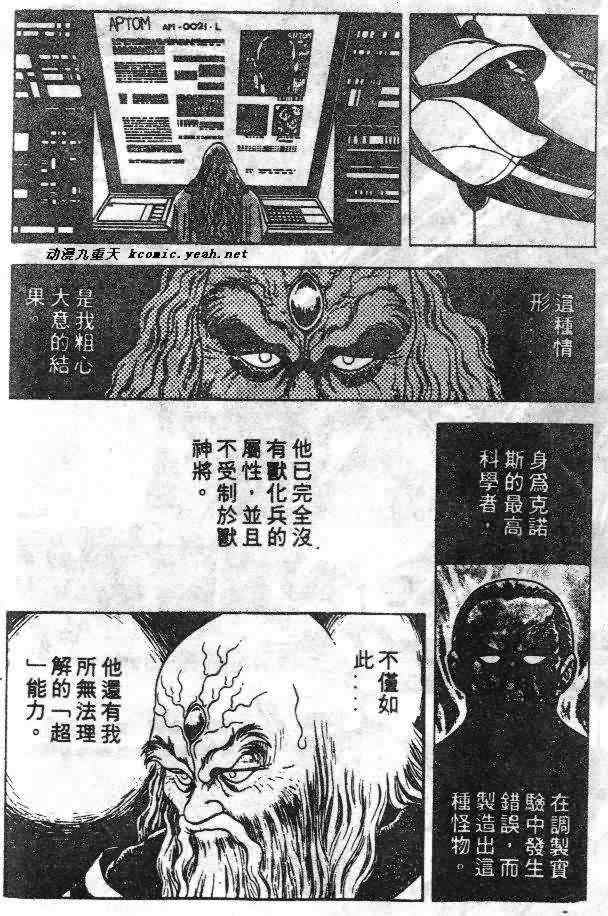 APTOM AM-0021-L
APTOM
动漫九重天 kcomic.yeah.net
這種情
形……
是我粗心
大意的結
果。
身為克諾
斯的最高
科學者，
在調製實
驗中發生
錯誤，而
製造出這
種怪物。
他已完全沒
有獸化兵的
屬性，並且
不受制於獸
神將。
不僅如
此……
他還有我
所無法理
解的「超
」能力。